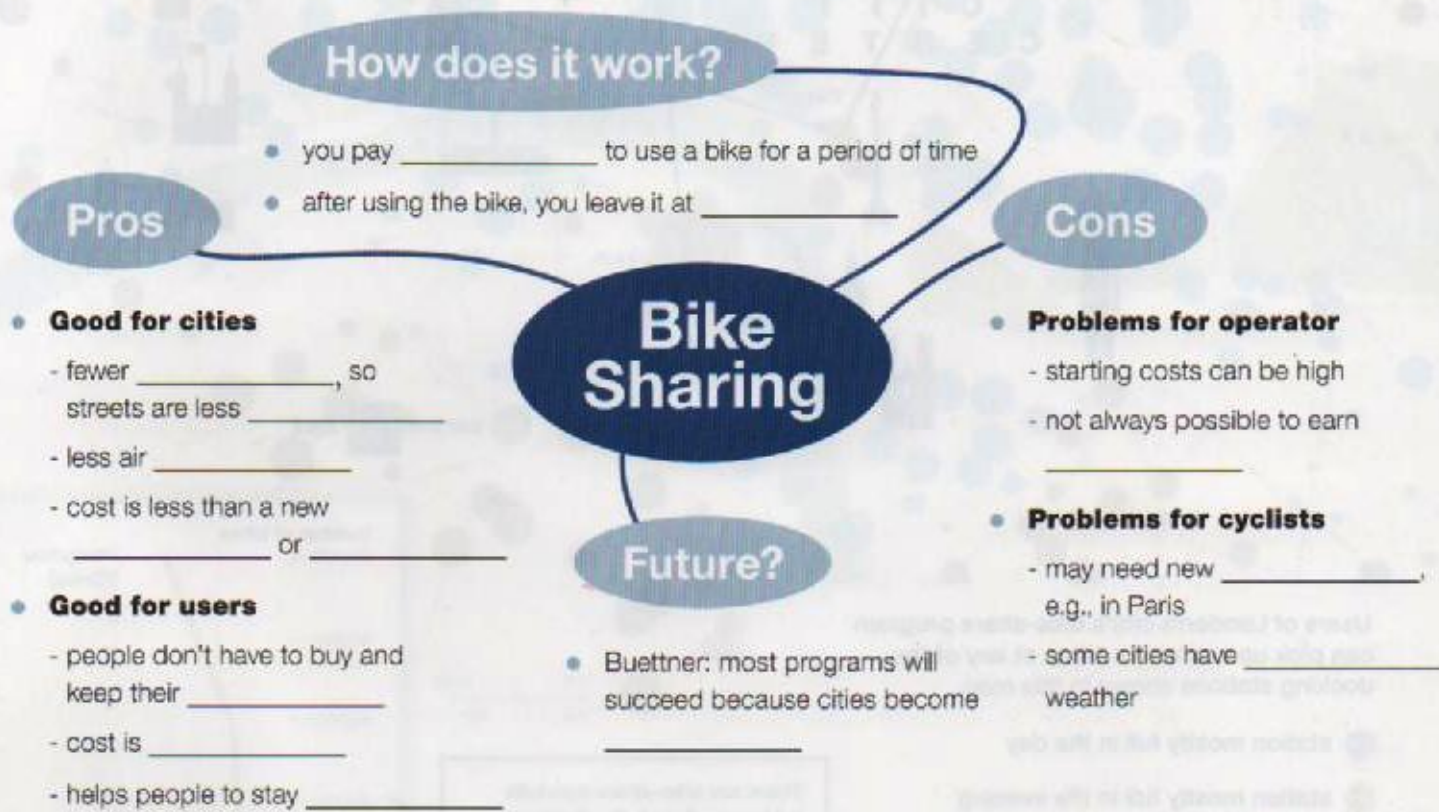 How does it work?
• you pay ____________ to use a bike for a period of time
• after using the bike, you leave it at ____________
Pros
• Good for cities
- fewer ____________, so
streets are less ____________
- less air ____________
- cost is less than a new
____________ or ____________
• Good for users
- people don't have to buy and
keep their ____________
- cost is ____________
- helps people to stay ____________
Bike
Sharing
Future?
• Buettner: most programs will
succeed because cities become
____________
Cons
• Problems for operator
- starting costs can be high
- not always possible to earn
____________
• Problems for cyclists
- may need new ____________,
e.g., in Paris
some cities have ____________
weather